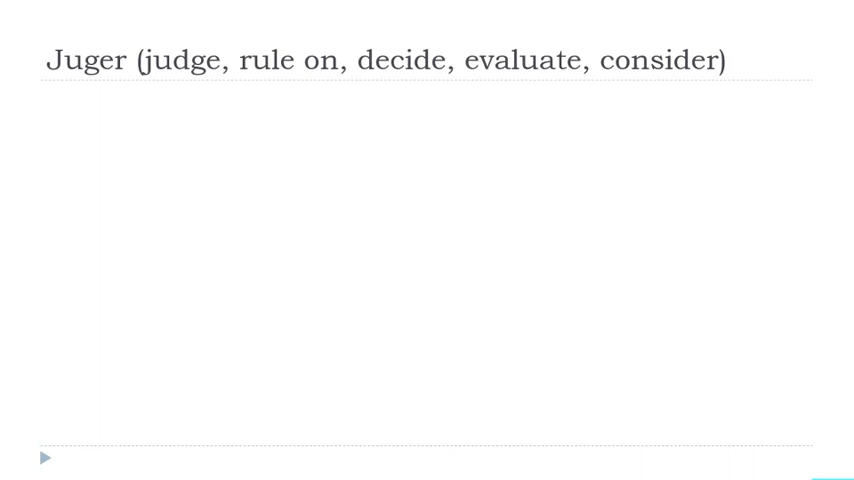 Juger (judge, rule on, decide, evaluate, consider)